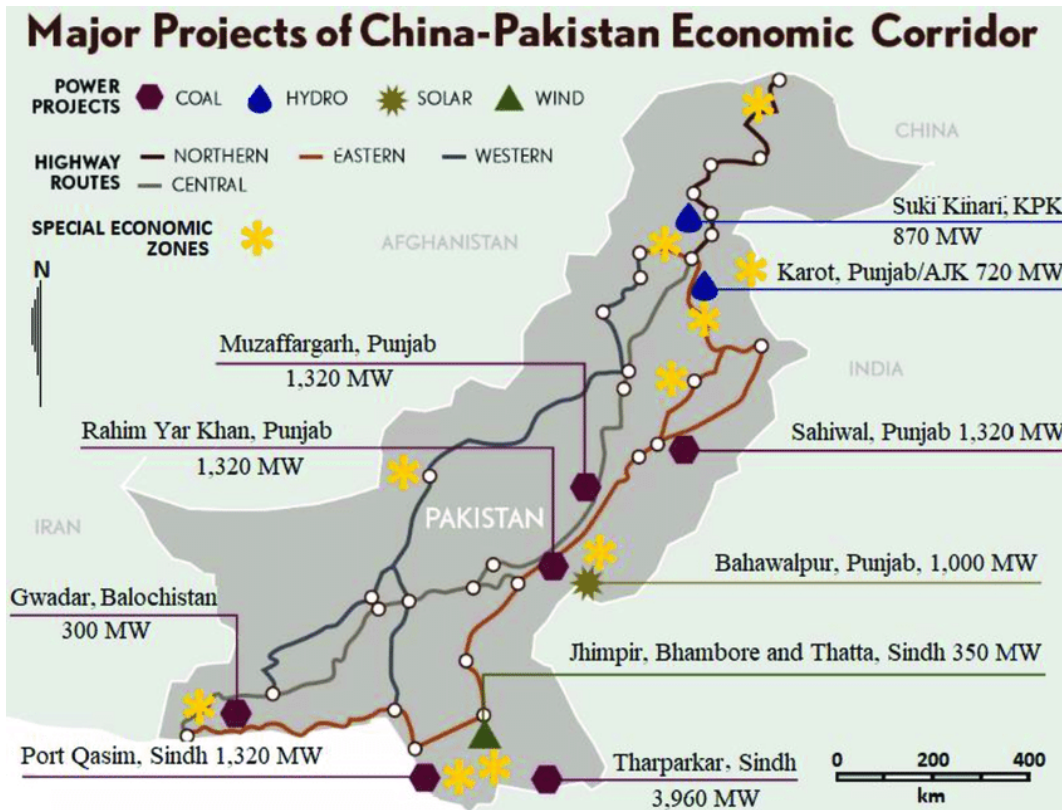 Major Projects of China-Pakistan Economic Corridor
POWER
PROJECTS
COAL
HYDRO
SOLAR
WIND
HIGHWAY
ROUTES
NORTHERN
EASTERN
WESTERN
CENTRAL
SPECIAL ECONOMIC
ZONES
N
CHINA
AFGHANISTAN
Suki Kinari, KPK
870 MW
Karot, Punjab/AJK 720 MW
Muzaffargarh, Punjab
1,320 MW
INDIA
Rahim Yar Khan, Punjab
1,320 MW
Sahiwal, Punjab 1,320 MW
PAKISTAN
IRAN
Bahawalpur, Punjab, 1,000 MW
Gwadar, Balochistan
300 MW
Jhimpir, Bhambore and Thatta, Sindh 350 MW
Port Qasim, Sindh 1,320 MW
Tharparkar, Sindh
3,960 MW
0 200 400
km